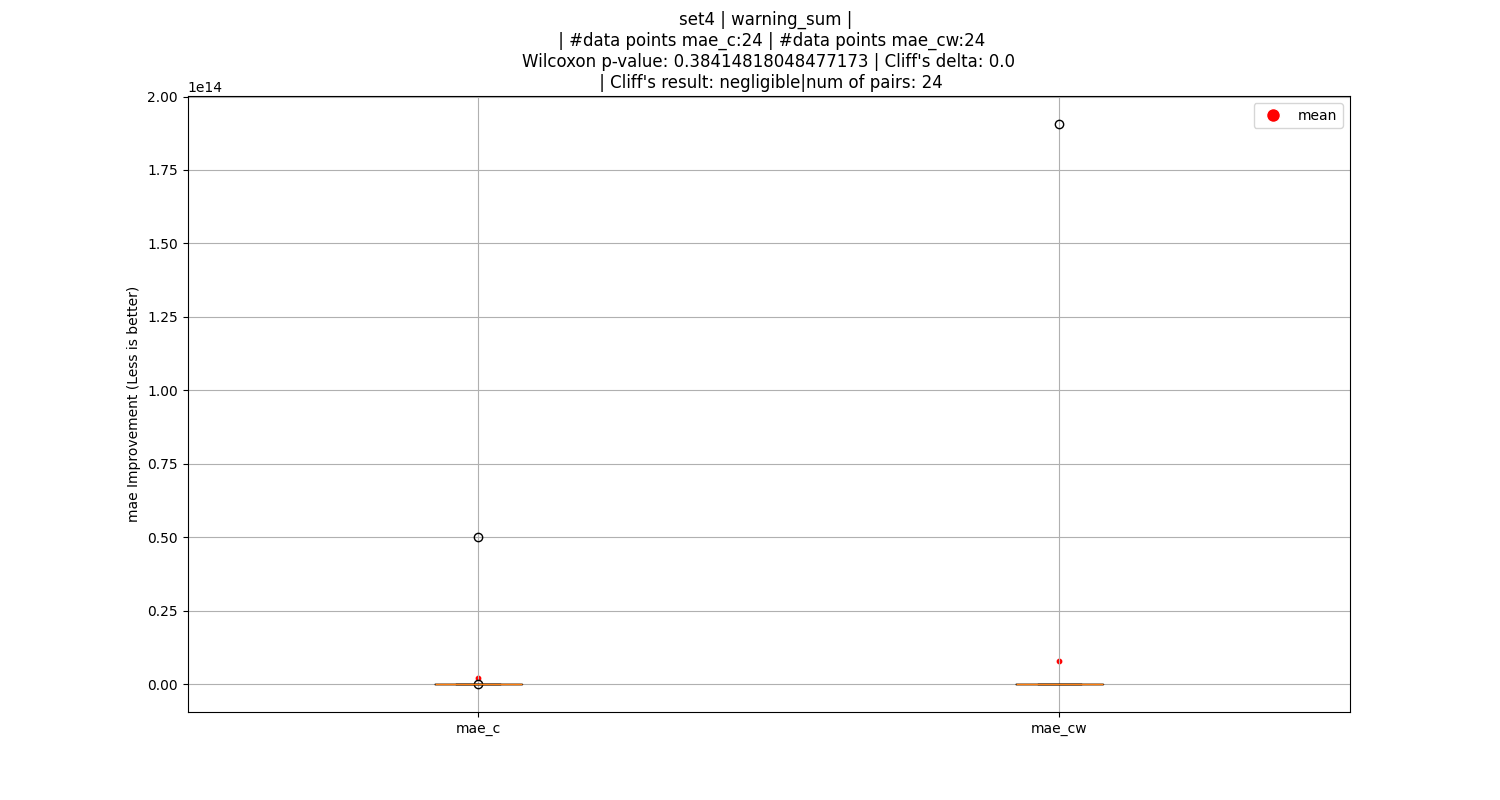 set4 | warning_sum |
| #data points mae_c:24 | #data points mae_cw:24
Wilcoxon p-value: 0.38414818048477173 | Cliff's delta: 0.0
| Cliff's result: negligible|num of pairs: 24
1e14
2.00
1.75
1.50
1.25
1.00
0.75
0.50
0.25
0.00
mae Improvement (Less is better)
mean
mae_c
mae_cw